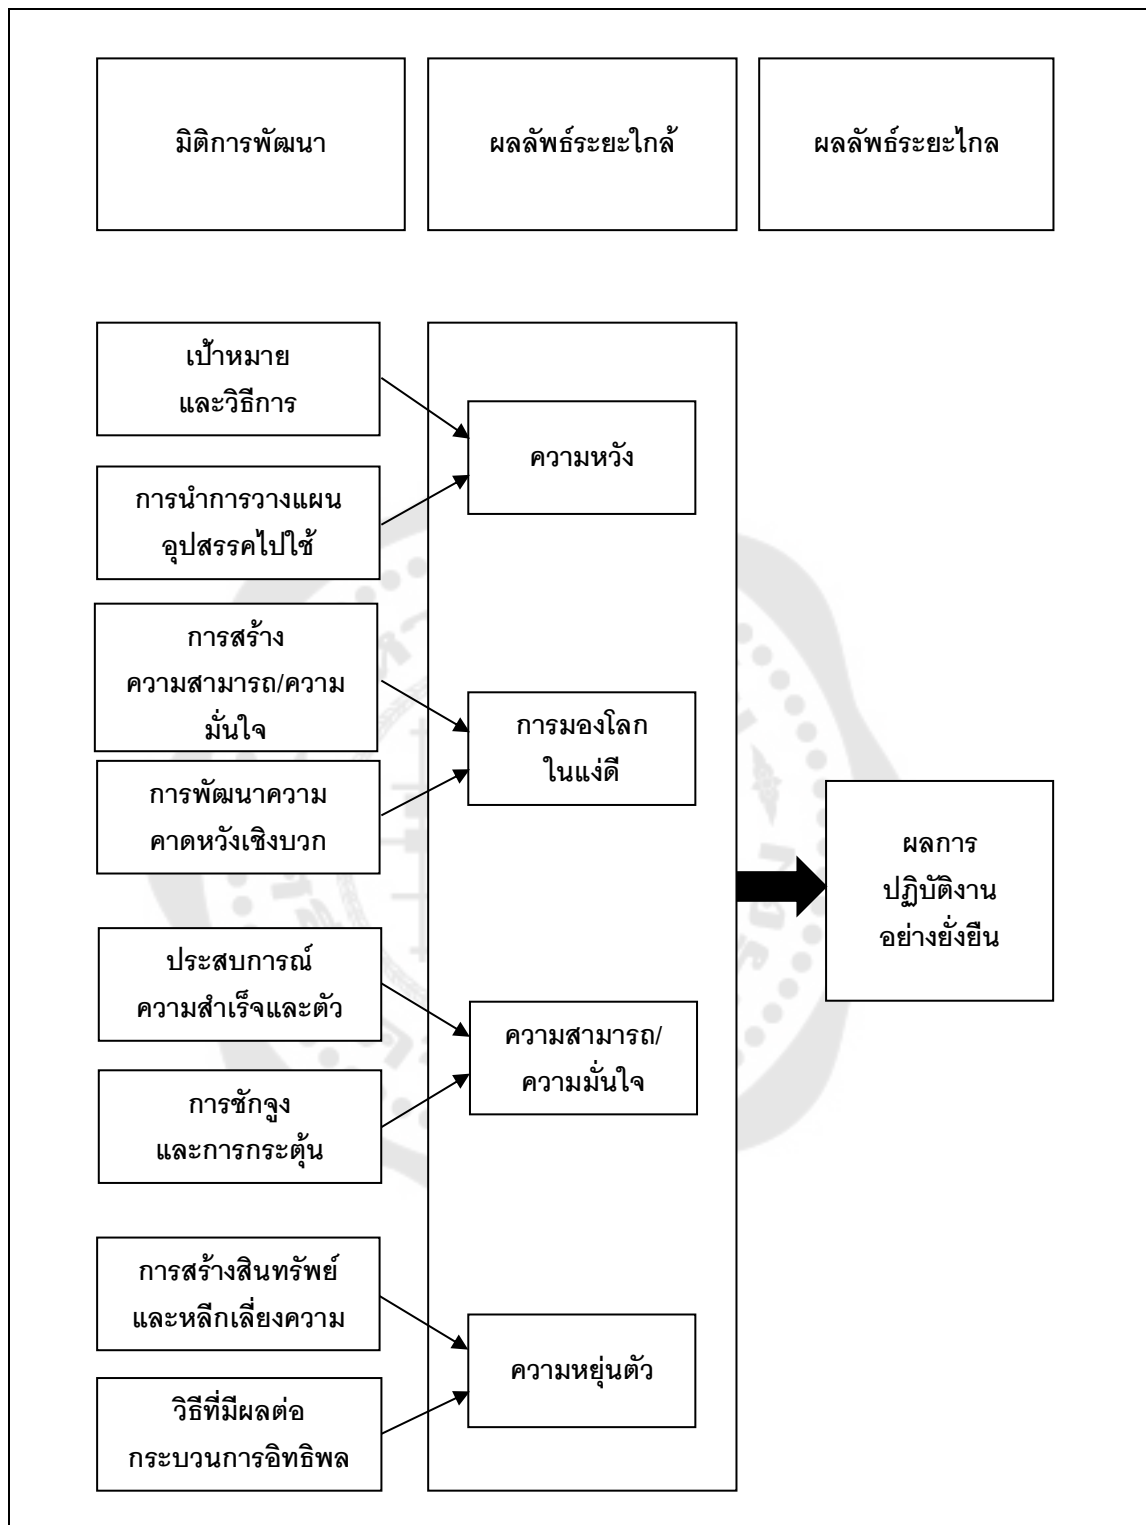 มิติการพัฒนา
ผลลัพธ์ระยะใกล้
ผลลัพธ์ระยะไกล
เป้าหมาย
และวิธีการ
ความหวัง
การนำการวางแผน
อุปสรรคไปใช้
การสร้าง
ความสามารถ/ความ
มั่นใจ
การมองโลก
ในแง่ดี
การพัฒนาความ
คาดหวังเชิงบวก
ผลการ
ปฏิบัติงาน
อย่างยั่งยืน
ประสบการณ์
ความสำเร็จและตัว
ความสามารถ/
ความมั่นใจ
การชักจูง
และการกระตุ้น
การสร้างสินทรัพย์
และหลีกเลี่ยงความ
ความหยุ่นตัว
วิธีที่มีผลต่อ
กระบวนการอิทธิพล